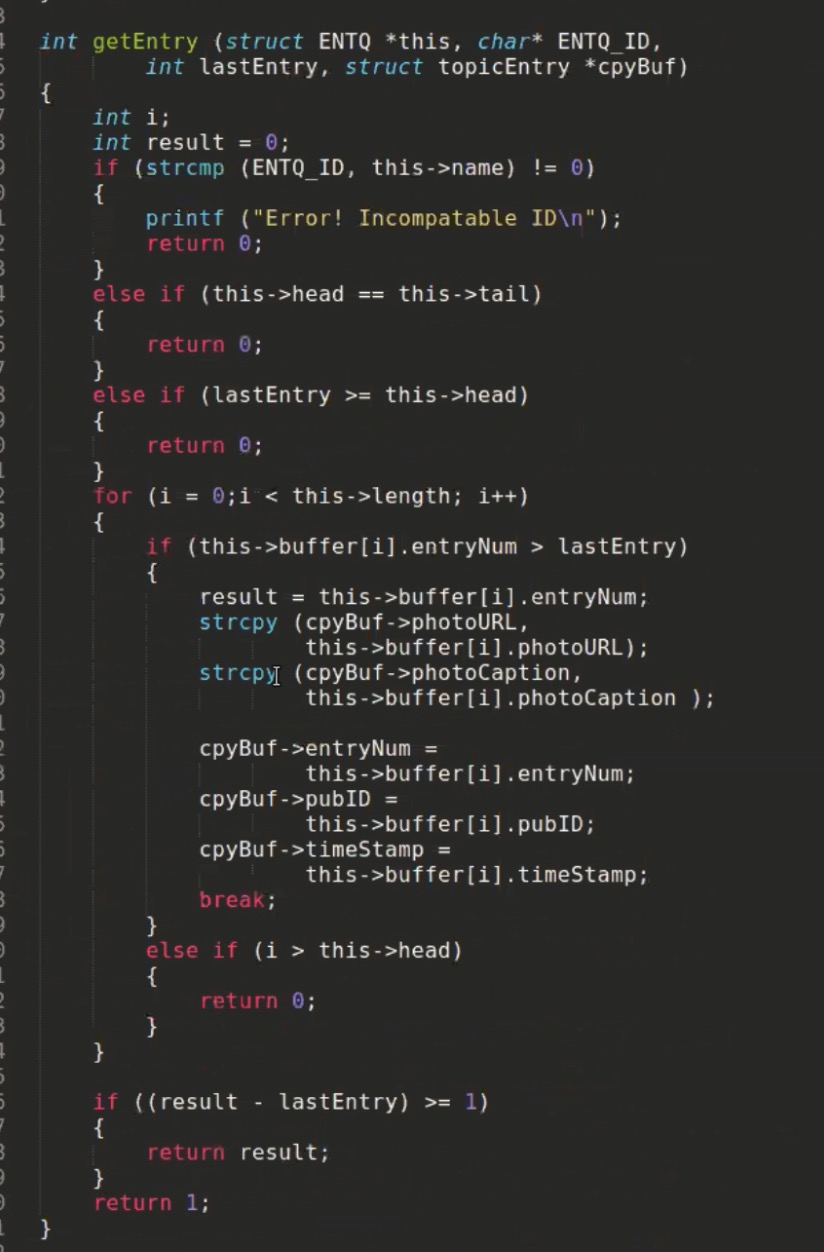 int getEntry (struct ENTQ *this, char* ENTQ_ID,
        int lastEntry, struct topicEntry *cpyBuf)
{
    int i;
    int result = 0;
    if (strcmp (ENTQ_ID, this->name) != 0)
    {
        printf ("Error! Incompatable ID\n");
        return 0;
    }
    else if (this->head == this->tail)
    {
        return 0;
    }
    else if (lastEntry >= this->head)
    {
        return 0;
    }
    for (i = 0;i < this->length; i++)
    {
        if (this->buffer[i].entryNum > lastEntry)
        {
            result = this->buffer[i].entryNum;
            strcpy (cpyBuf->photoURL,
                    this->buffer[i].photoURL);
            strcpy (cpyBuf->photoCaption,
                    this->buffer[i].photoCaption );

            cpyBuf->entryNum =
                    this->buffer[i].entryNum;
            cpyBuf->pubID =
                    this->buffer[i].pubID;
            cpyBuf->timeStamp =
                    this->buffer[i].timeStamp;
            break;
        }
        else if (i > this->head)
        {
            return 0;
        }
    }

    if ((result - lastEntry) >= 1)
    {
        return result;
    }
    return 1;
}